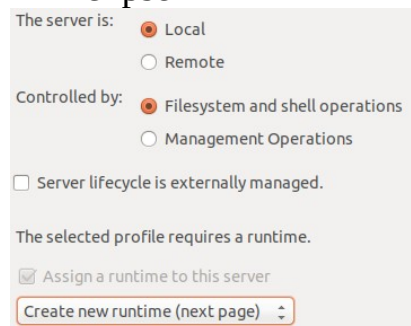 The server is:
Local
Remote
Controlled by:
Filesystem and shell operations
Management Operations
Server lifecycle is externally managed.
The selected profile requires a runtime.
Assign a runtime to this server
Create new runtime (next page)